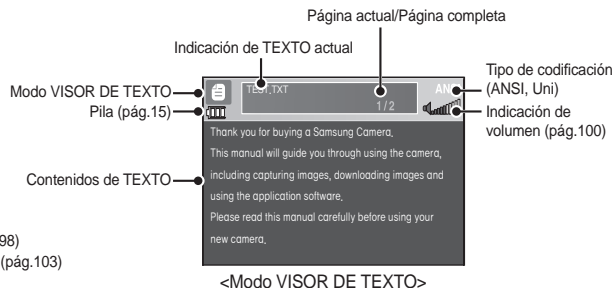 Página actual/Página completa
Indicación de TEXTO actual
Modo VISOR DE TEXTO
Pila (pág.15)
Contenidos de TEXTO
Tipo de codificación
(ANSI, Uni)
Indicación de
volumen (pág.100)
TEST.TXT
1/2
AN
Thank you for buying a Samsung Camera.
This manual will guide you through using the camera,
including capturing images, downloading images and
using the application software.
Please read this manual carefully before using your
new camera.
98)
(pág.103)
<Modo VISOR DE TEXTO>